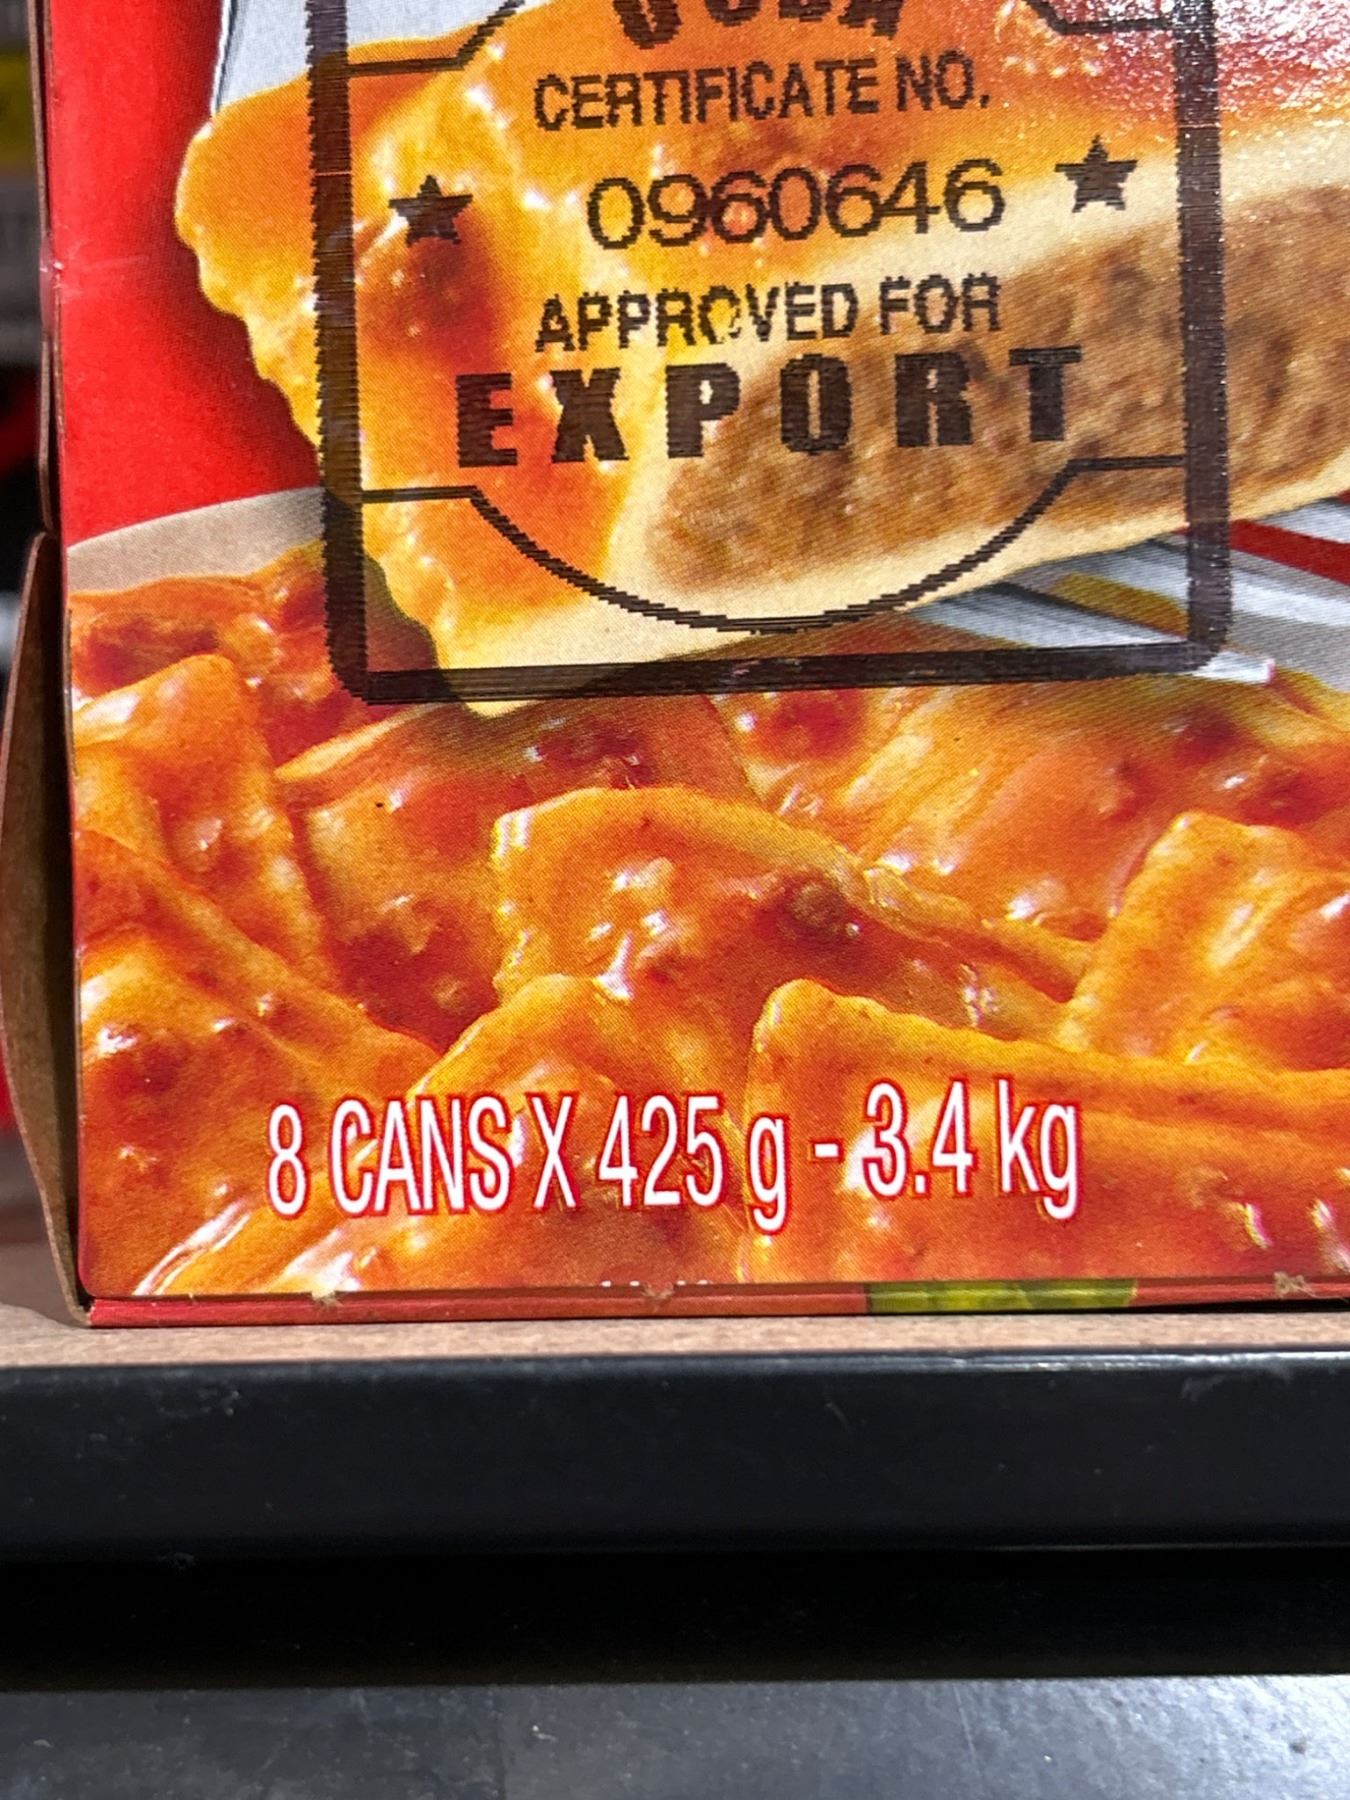 CERTIFICATE NO.
0960646
APPROVED FOR
EXPORT
8 CANS X 425 g - 3.4 kg